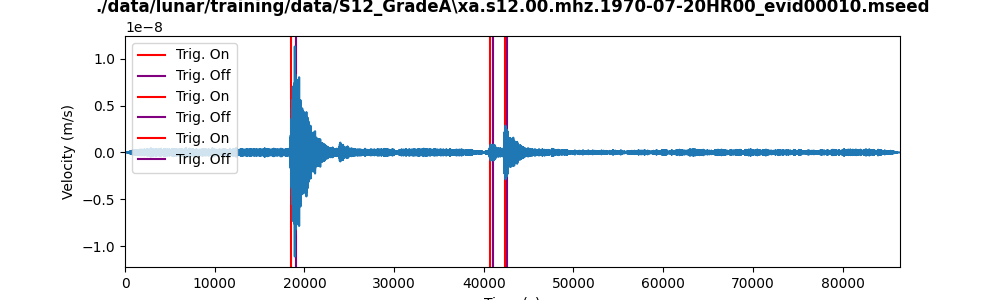 ./data/lunar/training/data/S12_GradeA\xa.s12.00.mhz.1970-07-20HR00_evid00010.mseed
1e−8
Trig. On
Trig. Off
Trig. On
Trig. Off
Trig. On
Trig. Off
1.0
0.5
0.0
−0.5
−1.0
Velocity (m/s)
0 10000 20000 30000 40000 50000 60000 70000 80000